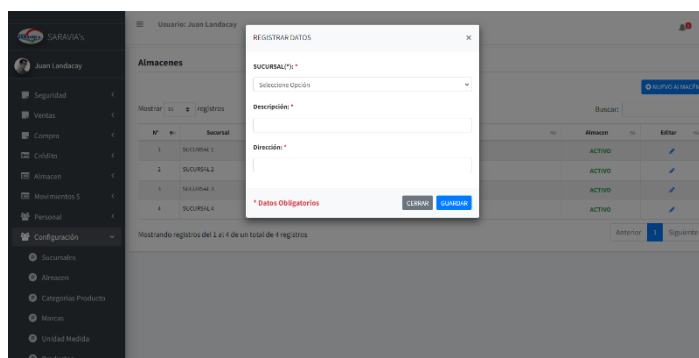 Usuario: Juan Landacay
SARAVIA's
Juan Landacay
Seguridad
Ventas
Compra
Crédito
Almacen
Movimientos S
Personal
Configuración
Sucursales
Almacen
Categorias Producto
Marcas
Unidad Medida
Almacenes
NUEVO ALMACÉN
Mostrar registros
Buscar:
N° Sucursal Almacen Editar
1 SUCURSAL 1 ACTIVO
2 SUCURSAL 2 ACTIVO
3 SUCURSAL 3 ACTIVO
4 SUCURSAL 4 ACTIVO
Mostrando registros del 1 al 4 de un total de 4 registros
Anterior 1 Siguiente
REGISTRAR DATOS ×
SUCURSAL(*): *
Seleccione Opción
Descripción: *
Dirección: *
* Datos Obligatorios
CERRAR GUARDAR